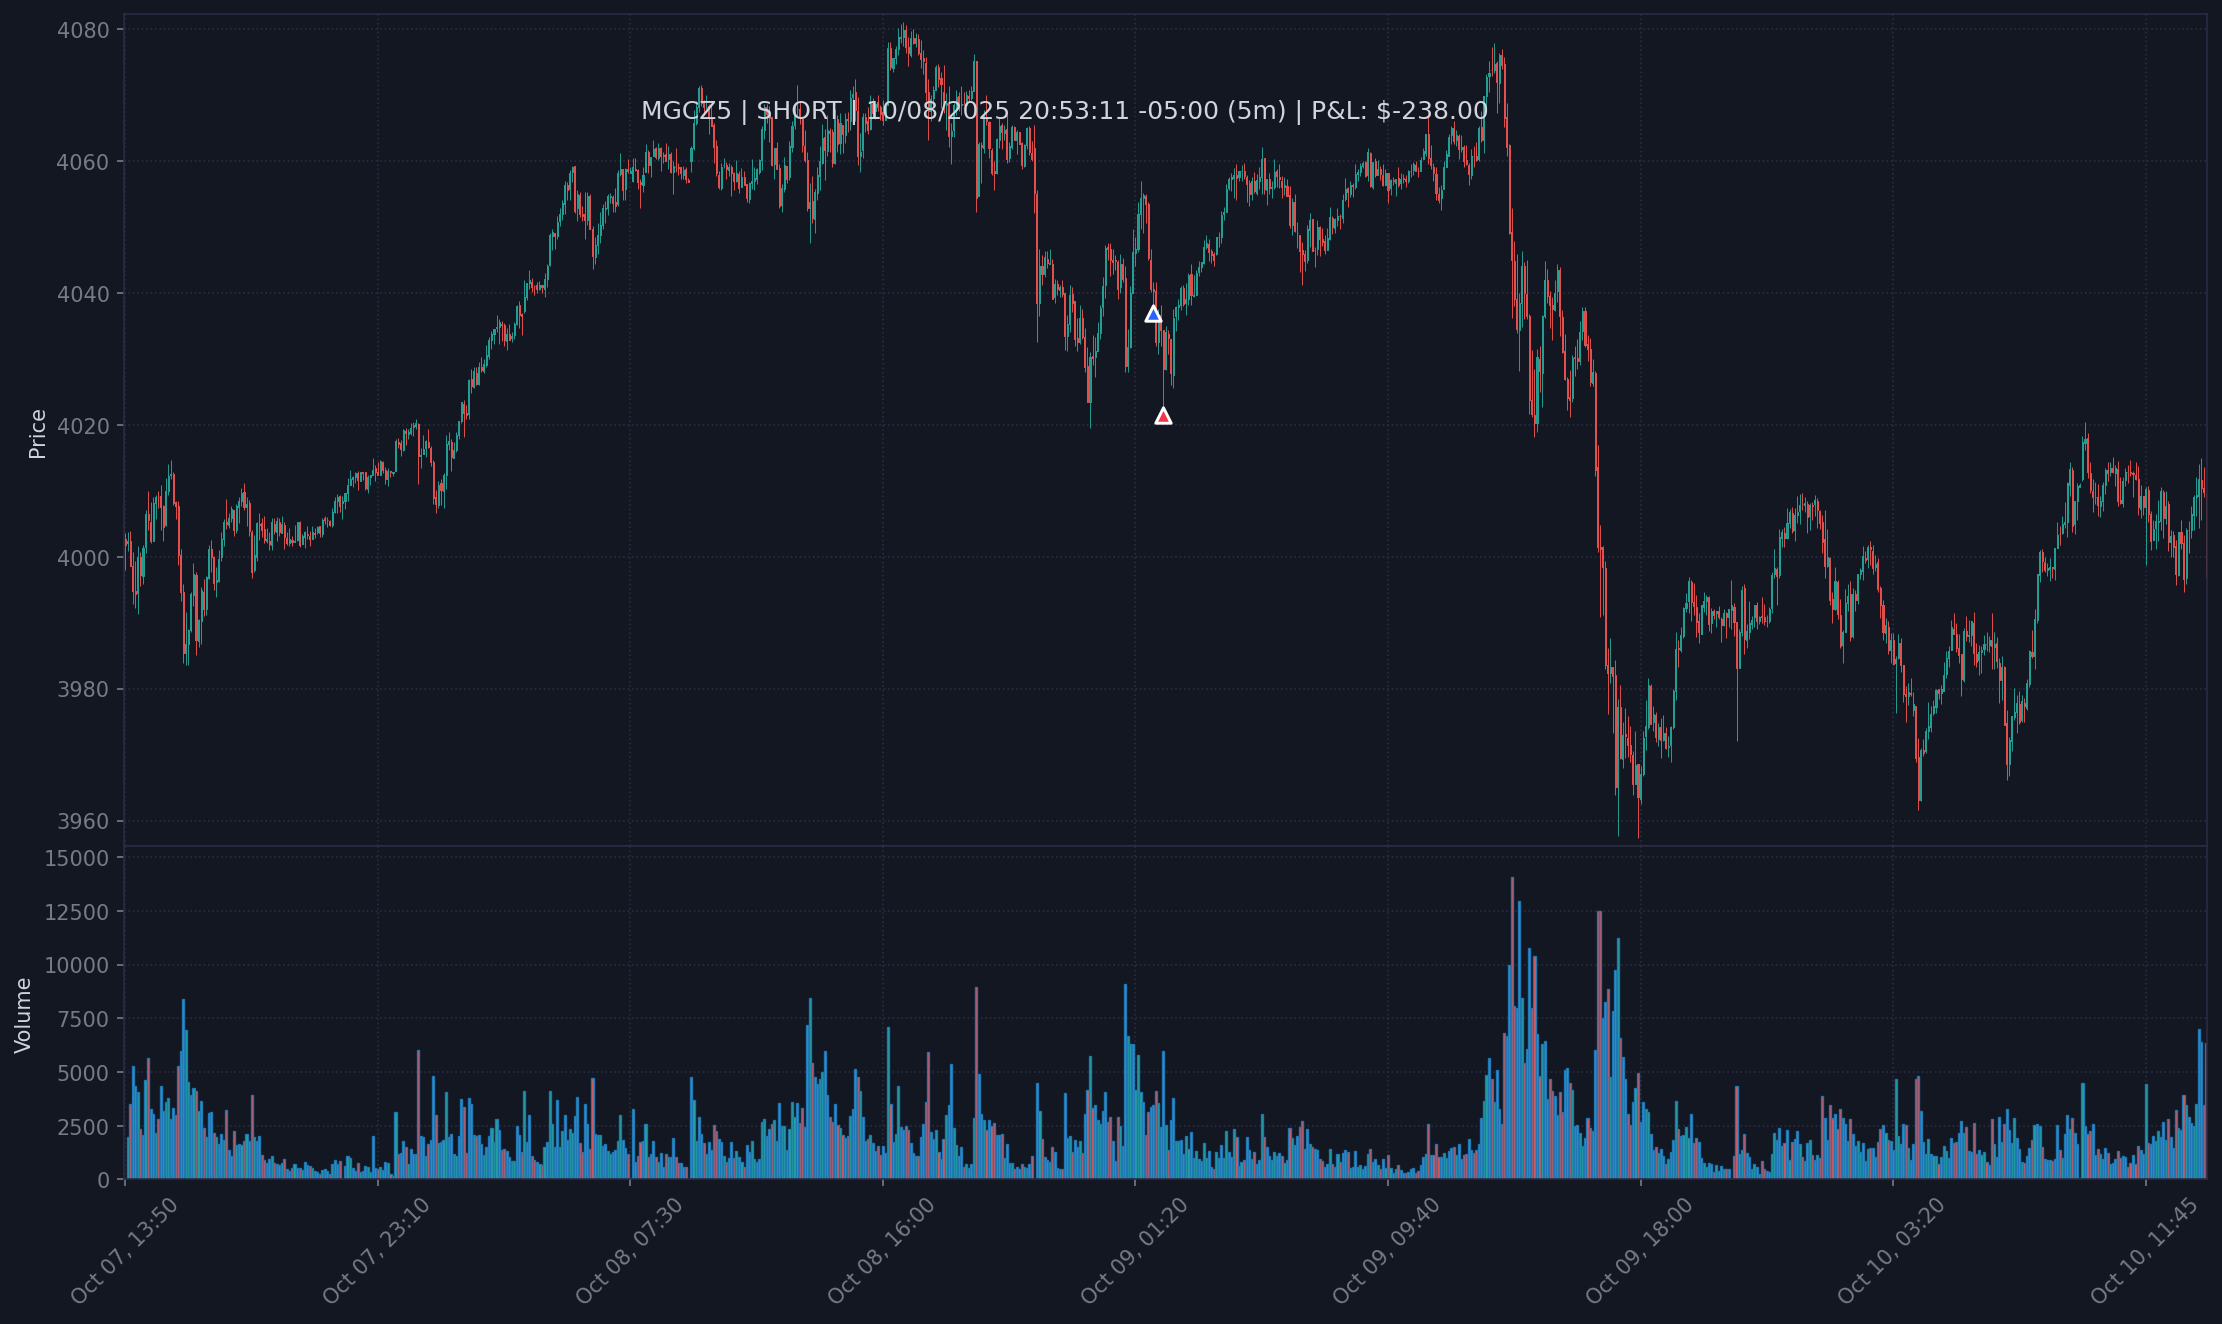 MGCZ5 | SHORT | 10/08/2025 20:53:11 -05:00 (5m) | P&L: $-238.00
Price
4080
4060
4040
4020
4000
3980
3960
Volume
15000
12500
10000
7500
5000
2500
0
Oct 07, 13:50
Oct 07, 23:10
Oct 08, 07:30
Oct 08, 16:00
Oct 09, 01:20
Oct 09, 09:40
Oct 09, 18:00
Oct 10, 03:20
Oct 10, 11:45